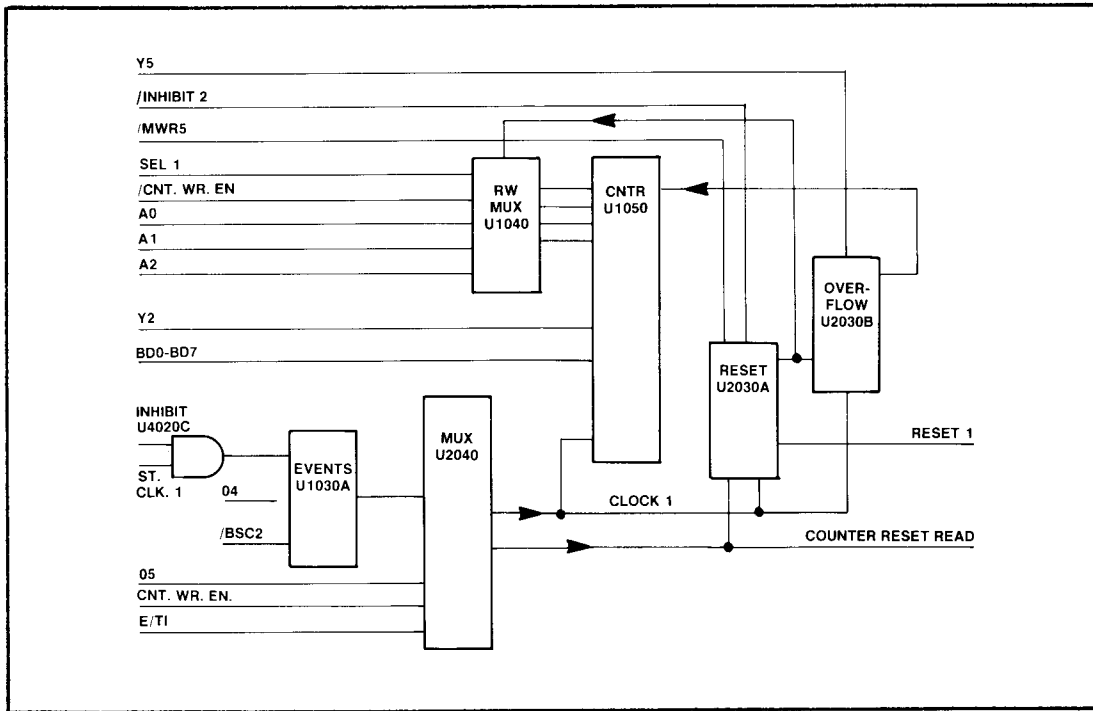 Y5
/INHIBIT 2
/MWR5
SEL 1
/CNT. WR. EN
A0
A1
A2
RW
MUX
U1040
CNTR
U1050
Y2
BD0-BD7
OVER-
FLOW
U2030B
RESET
U2030A
INHIBIT
U4020C
ST.
CLK. 1
04
/BSC2
EVENTS
U1030A
MUX
U2040
RESET 1
CLOCK 1
COUNTER RESET READ
05
CNT. WR. EN.
E/TI